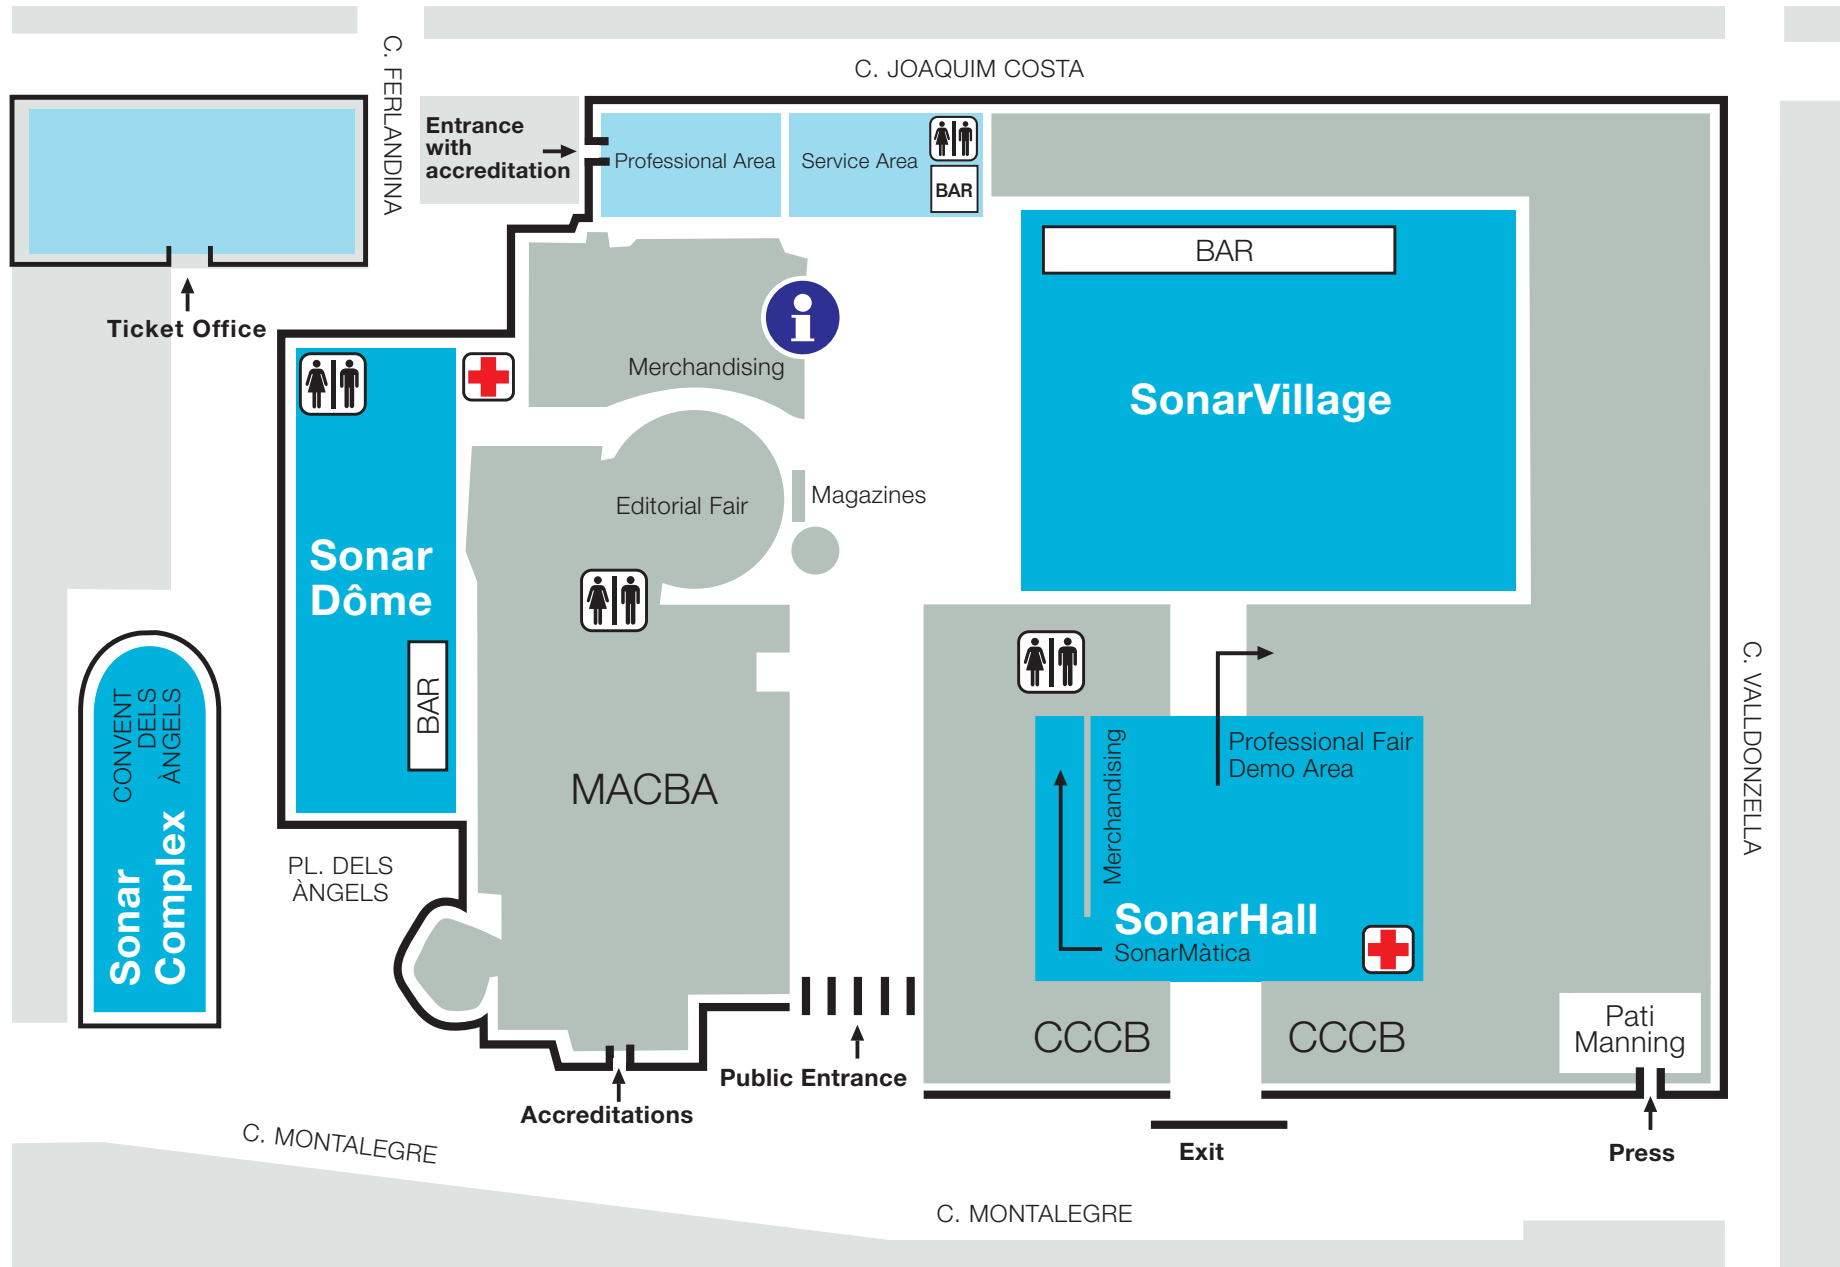 C. FERLANDINA
C. JOAQUIM COSTA
Entrance
with
accreditation
Professional Area
Service Area
BAR
BAR
Ticket Office
i
Merchandising
SonarVillage
Editorial Fair
Magazines
Sonar
Dôme
BAR
CONVENT
DELS
ÀNGELS
Sonar
Complex
MACBA
Merchandising
Professional Fair
Demo Area
C. VALLDONZELLA
PL. DELS
ÀNGELS
SonarHall
SonarMàtica
CCCB
CCCB
Pati
Manning
Public Entrance
Accreditations
Exit
Press
C. MONTALEGRE
C. MONTALEGRE